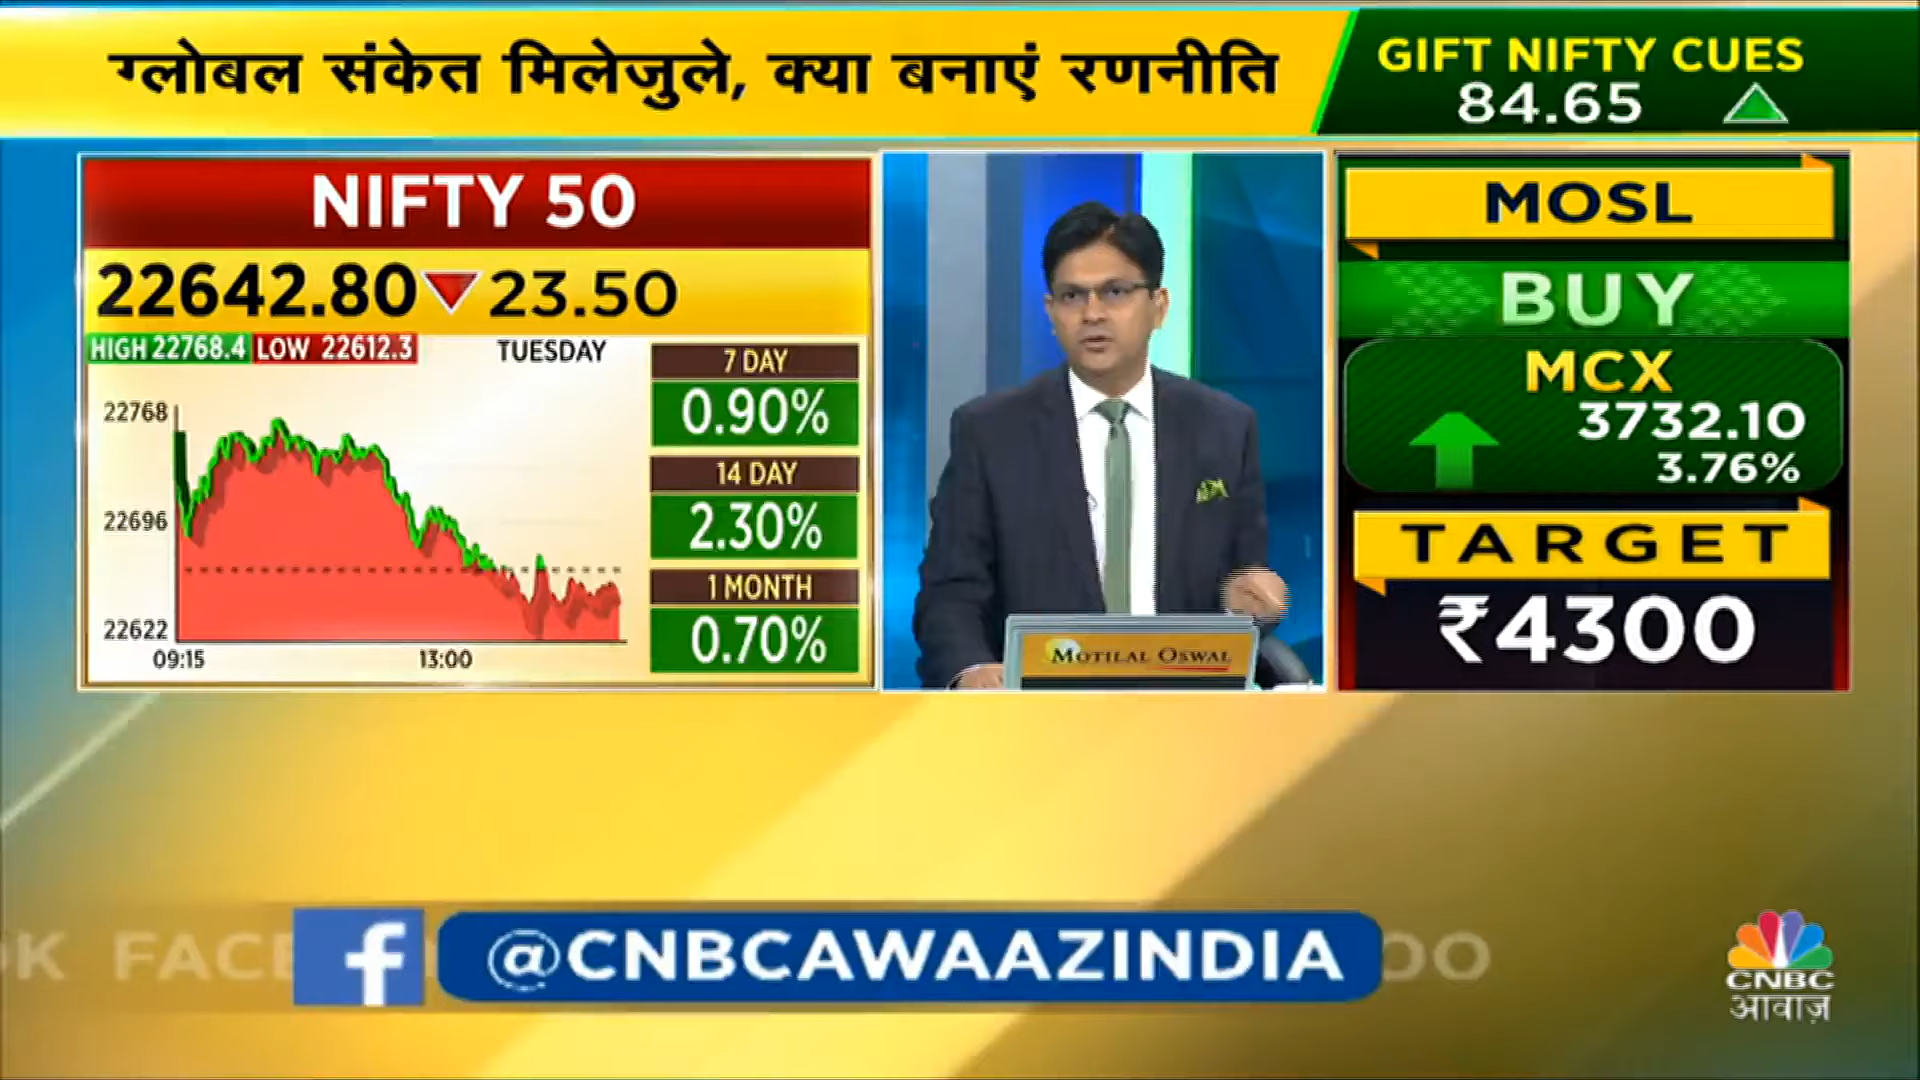 ग्लोबल संकेत मिलेजुले, क्या बनाएं रणनीति
GIFT NIFTY CUES
84.65
NIFTY 50
22642.80 23.50
HIGH 22768.4 LOW 22612.3
TUESDAY
22768
22696
22622
09:15 13:00
7 DAY
0.90%
14 DAY
2.30%
1 MONTH
0.70%
MOTILAL OSWAL
MOSL
BUY
MCX
3732.10
3.76%
TARGET
₹4300
@CNBCAWAAZINDIA
CNBC
आवाज़